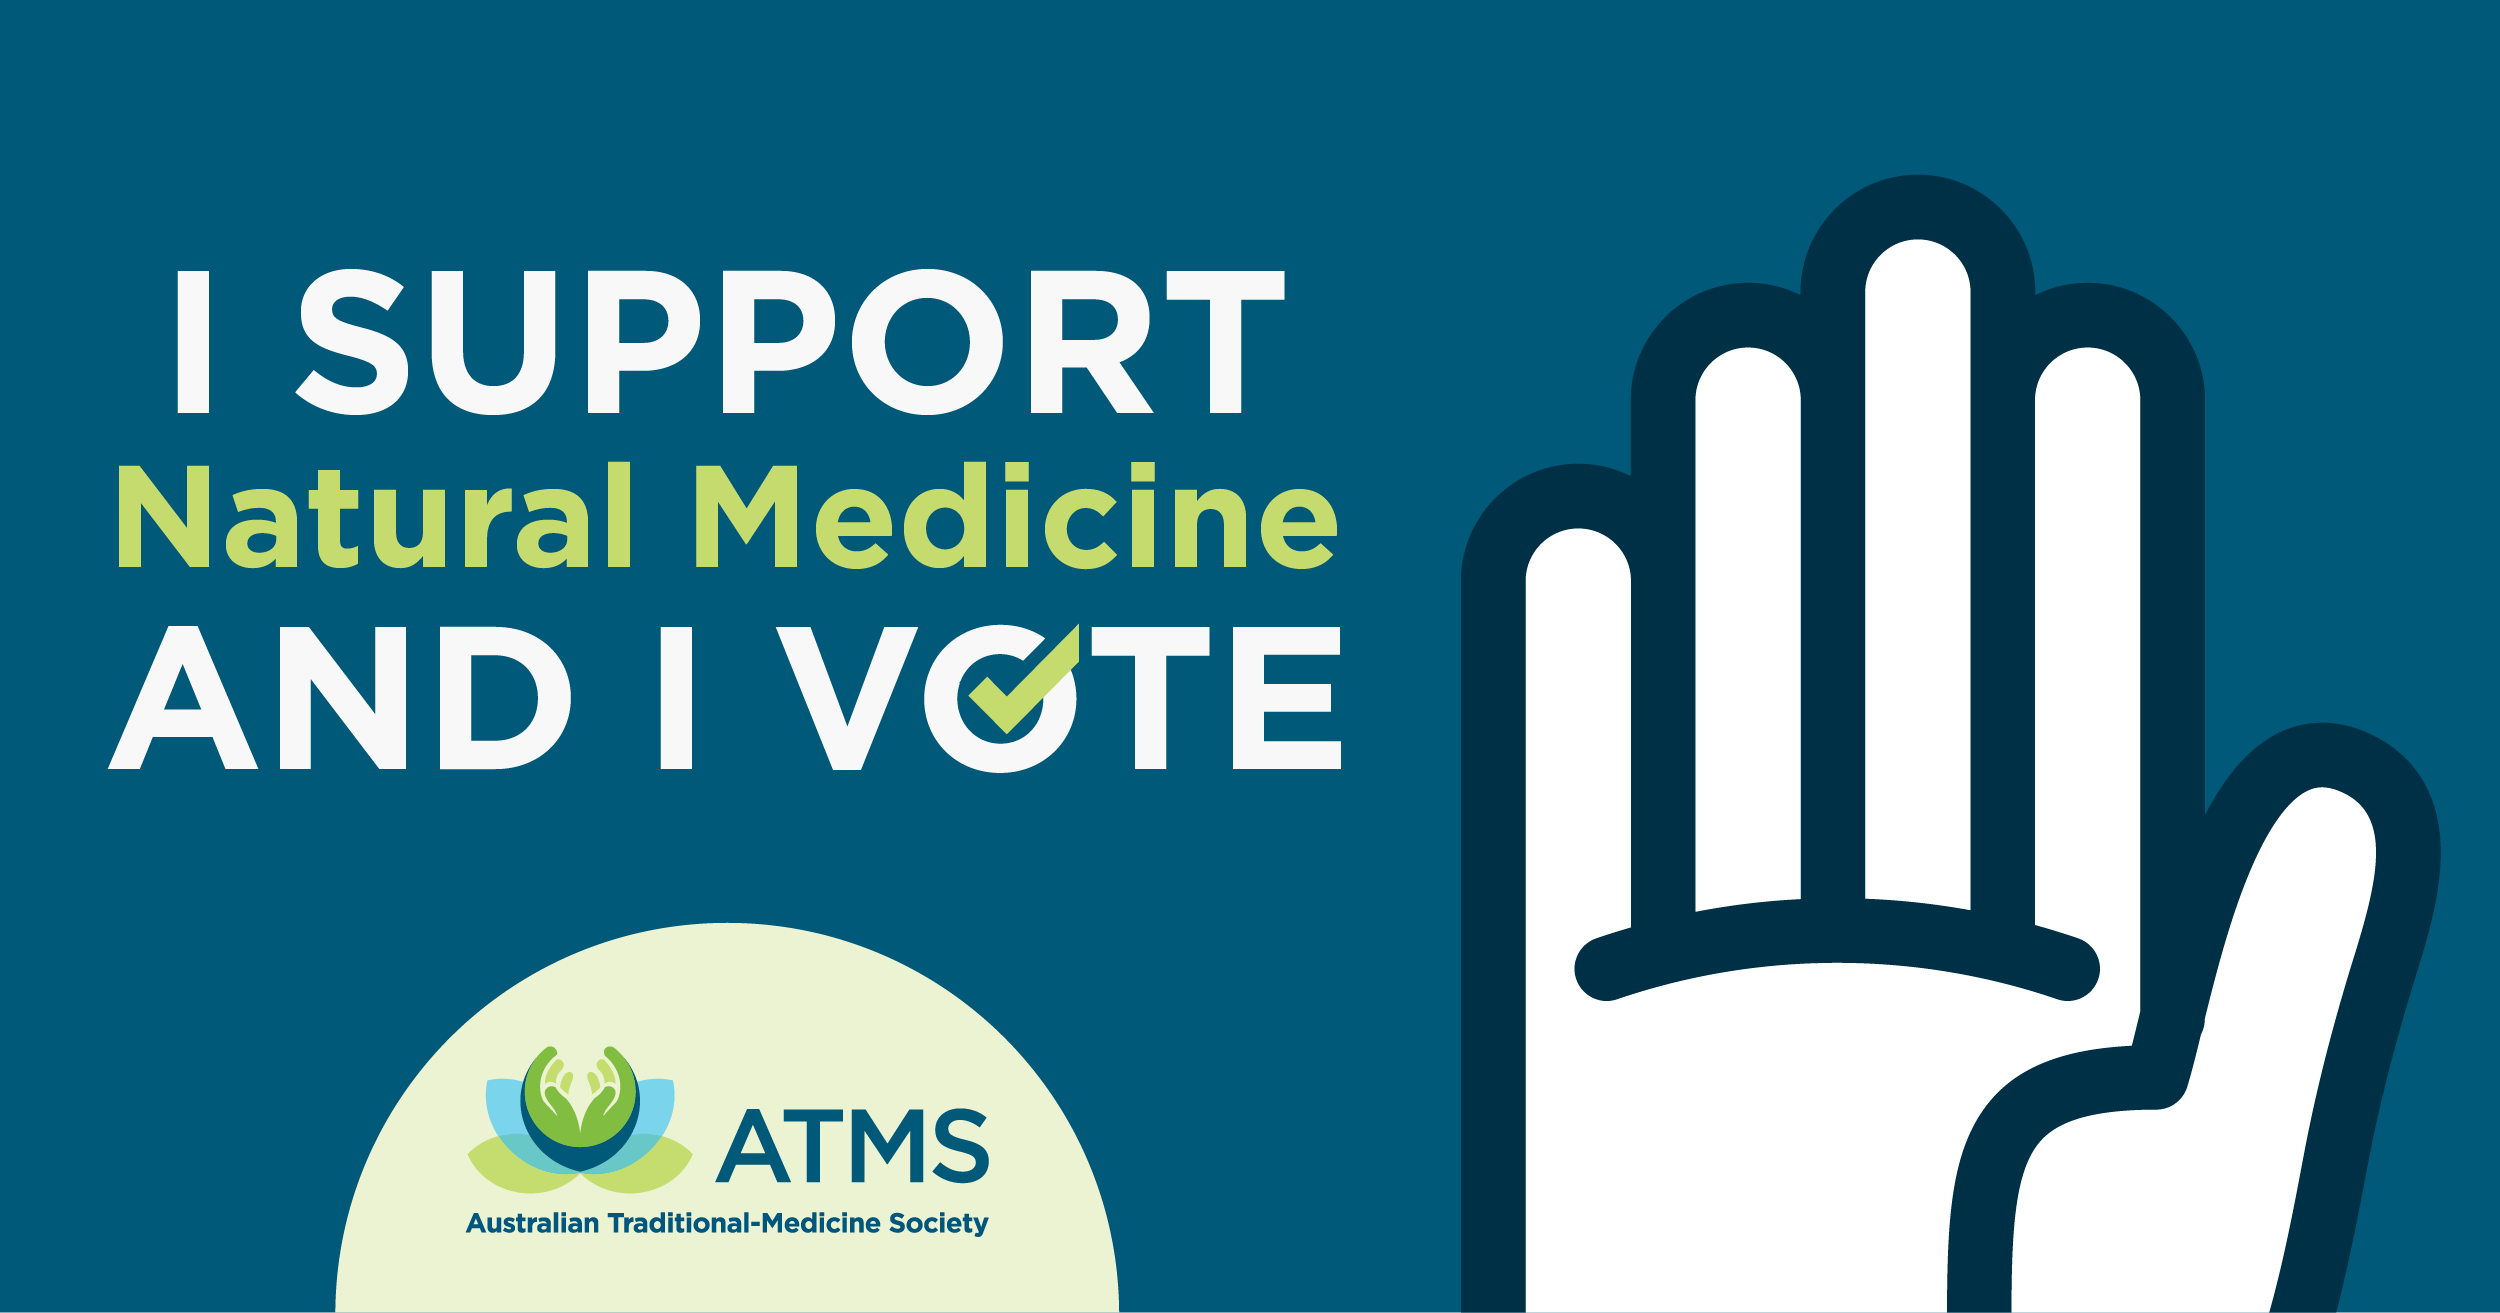 I SUPPORT
Natural Medicine
AND I VOTE
ATMS
Australian Traditional-Medicine Society